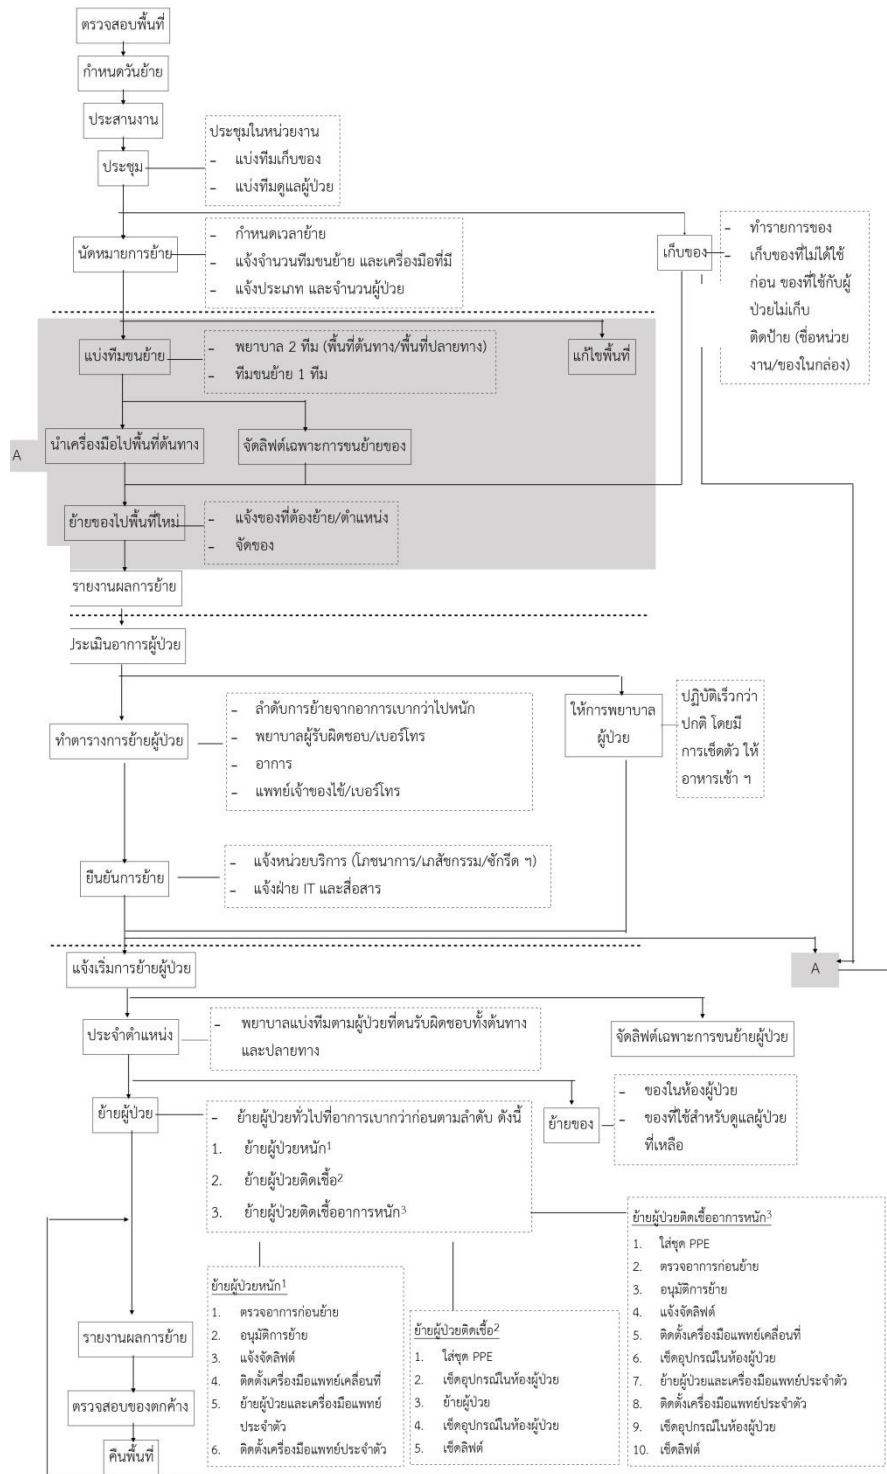 ตรวจสอบพื้นที่
กำหนดวันย้าย
ประสานงาน
ประชุม
ประชุมในหน่วยงาน
- แบ่งทีมเก็บของ
- แบ่งทีมดูแลผู้ป่วย
นัดหมายการย้าย
- กำหนดเวลาย้าย
- แจ้งจำนวนทีมขนย้าย และเครื่องมือที่มี
- แจ้งประเภท และจำนวนผู้ป่วย
เก็บของ
- ทำรายการของ
- เก็บของที่ไม่ได้ใช้
ก่อน ของที่ใช้กับผู้
ป่วยไม่เก็บ
ติดป้าย (ชื่อหน่วย
งาน/ของในกล่อง)
แบ่งทีมขนย้าย
- พยาบาล 2 ทีม (พื้นที่ต้นทาง/พื้นที่ปลายทาง)
- ทีมขนย้าย 1 ทีม
แก้ไขพื้นที่
A
นำเครื่องมือไปพื้นที่ต้นทาง
จัดลิฟต์เฉพาะการขนย้ายของ
ย้ายของไปพื้นที่ใหม่
- แจ้งของที่ต้องย้าย/ตำแหน่ง
- จัดของ
รายงานผลการย้าย
ประเมินอาการผู้ป่วย
ทำตารางการย้ายผู้ป่วย
- ลำดับการย้ายจากอาการเบากว่าไปหนัก
- พยาบาลผู้รับผิดชอบ/เบอร์โทร
- อาการ
- แพทย์เจ้าของไข้/เบอร์โทร
ให้การพยาบาล
ผู้ป่วย
ปฏิบัติเร็วกว่า
ปกติ โดยมี
การเช็ดตัว ให้
อาหารเช้า ฯ
ยืนยันการย้าย
- แจ้งหน่วยบริการ (โภชนาการ/เภสัชกรรม/ซักรีด ฯ)
- แจ้งฝ่าย IT และสื่อสาร
แจ้งเริ่มการย้ายผู้ป่วย
A
ประจำตำแหน่ง
- พยาบาลแบ่งทีมตามผู้ป่วยที่ตนรับผิดชอบทั้งต้นทาง
และปลายทาง
จัดลิฟต์เฉพาะการขนย้ายผู้ป่วย
ย้ายผู้ป่วย
- ย้ายผู้ป่วยทั่วไปที่อาการเบากว่าก่อนตามลำดับ ดังนี้
1. ย้ายผู้ป่วยหนัก¹
2. ย้ายผู้ป่วยติดเชื้อ²
3. ย้ายผู้ป่วยติดเชื้ออาการหนัก³
ย้ายของ
- ของในห้องผู้ป่วย
- ของที่ใช้สำหรับดูแลผู้ป่วย
ที่เหลือ
ย้ายผู้ป่วยหนัก¹
1. ตรวจอาการก่อนย้าย
2. อนุมัติการย้าย
3. แจ้งจัดลิฟต์
4. ติดตั้งเครื่องมือแพทย์เคลื่อนที่
5. ย้ายผู้ป่วยและเครื่องมือแพทย์
ประจำตัว
6. ติดตั้งเครื่องมือแพทย์ประจำตัว
ย้ายผู้ป่วยติดเชื้อ²
1. ใส่ชุด PPE
2. เช็ดอุปกรณ์ในห้องผู้ป่วย
3. ย้ายผู้ป่วย
4. เช็ดอุปกรณ์ในห้องผู้ป่วย
5. เช็ดลิฟต์
ย้ายผู้ป่วยติดเชื้ออาการหนัก³
1. ใส่ชุด PPE
2. ตรวจอาการก่อนย้าย
3. อนุมัติการย้าย
4. แจ้งจัดลิฟต์
5. ติดตั้งเครื่องมือแพทย์เคลื่อนที่
6. เช็ดอุปกรณ์ในห้องผู้ป่วย
7. ย้ายผู้ป่วยและเครื่องมือแพทย์ประจำตัว
8. ติดตั้งเครื่องมือแพทย์ประจำตัว
9. เช็ดอุปกรณ์ในห้องผู้ป่วย
10. เช็ดลิฟต์
รายงานผลการย้าย
ตรวจสอบของตกค้าง
คืนพื้นที่